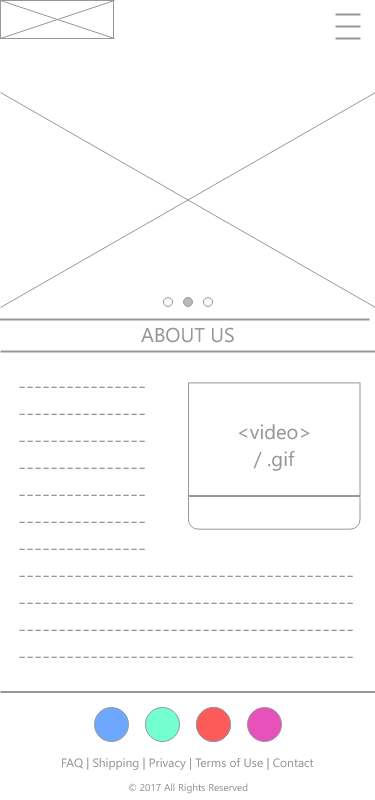 ABOUT US
<video>
/ .gif
FAQ | Shipping | Privacy | Terms of Use | Contact
© 2017 All Rights Reserved